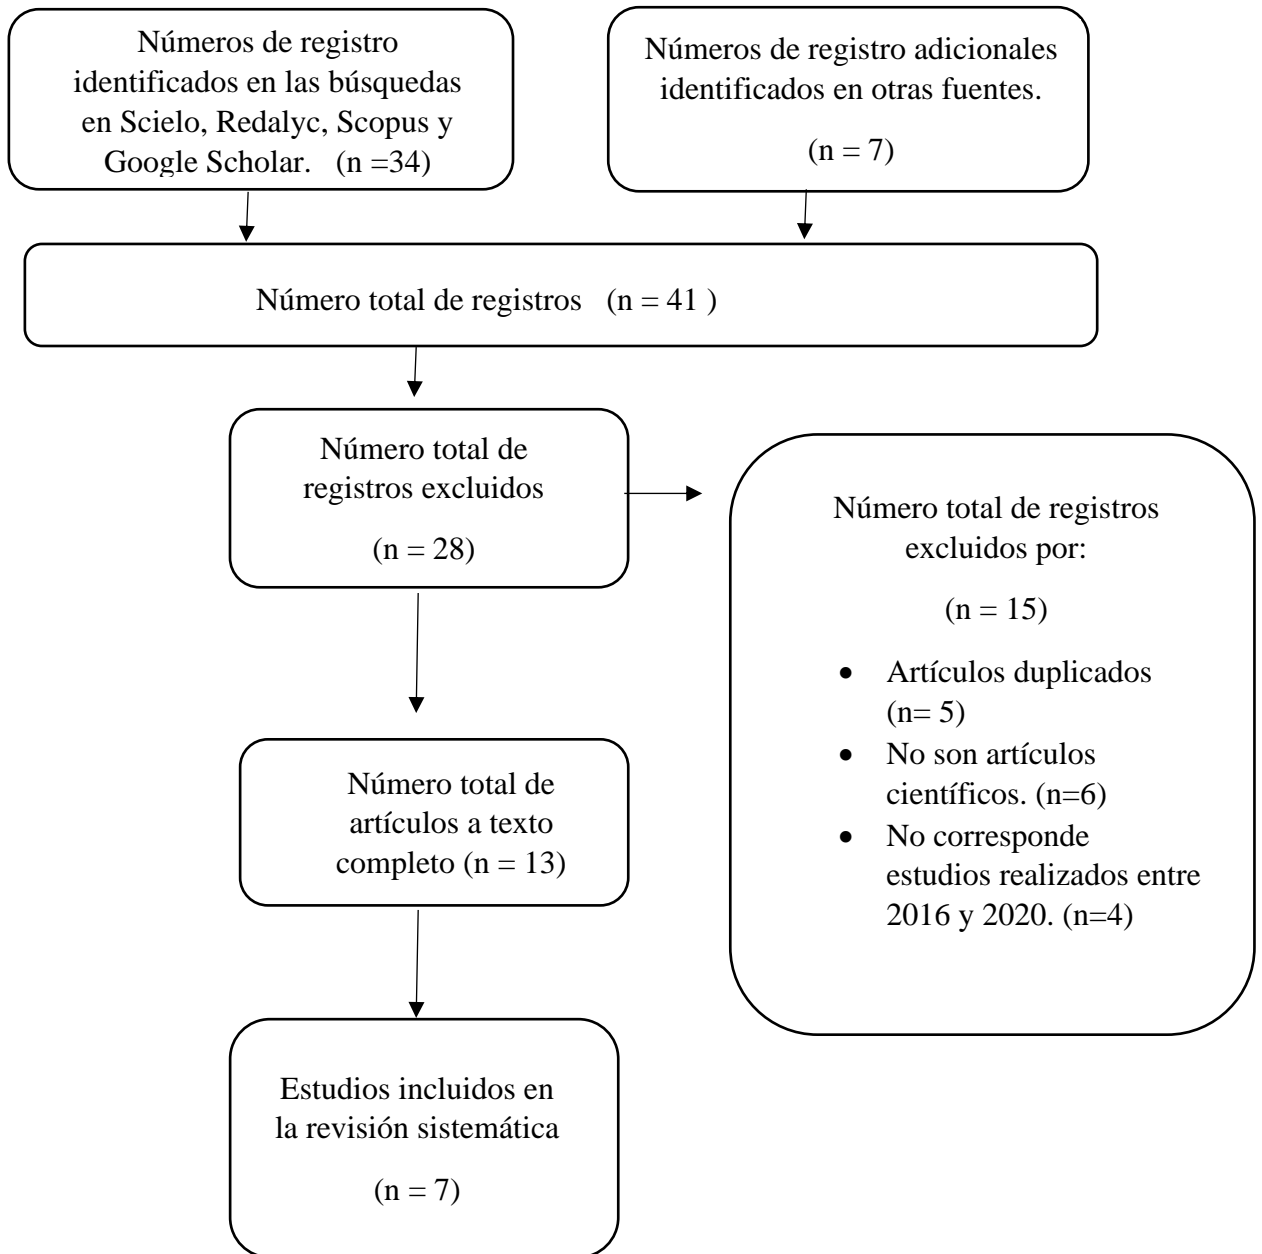 Números de registro
identificados en las búsquedas
en Scielo, Redalyc, Scopus y
Google Scholar. (n =34)
Números de registro adicionales
identificados en otras fuentes.
(n = 7)
Número total de registros (n = 41 )
Número total de
registros excluidos
(n = 28)
Número total de registros
excluidos por:
(n = 15)
• Artículos duplicados
(n= 5)
• No son artículos
científicos. (n=6)
• No corresponde
estudios realizados entre
2016 y 2020. (n=4)
Número total de
artículos a texto
completo (n = 13)
Estudios incluidos en
la revisión sistemática
(n = 7)